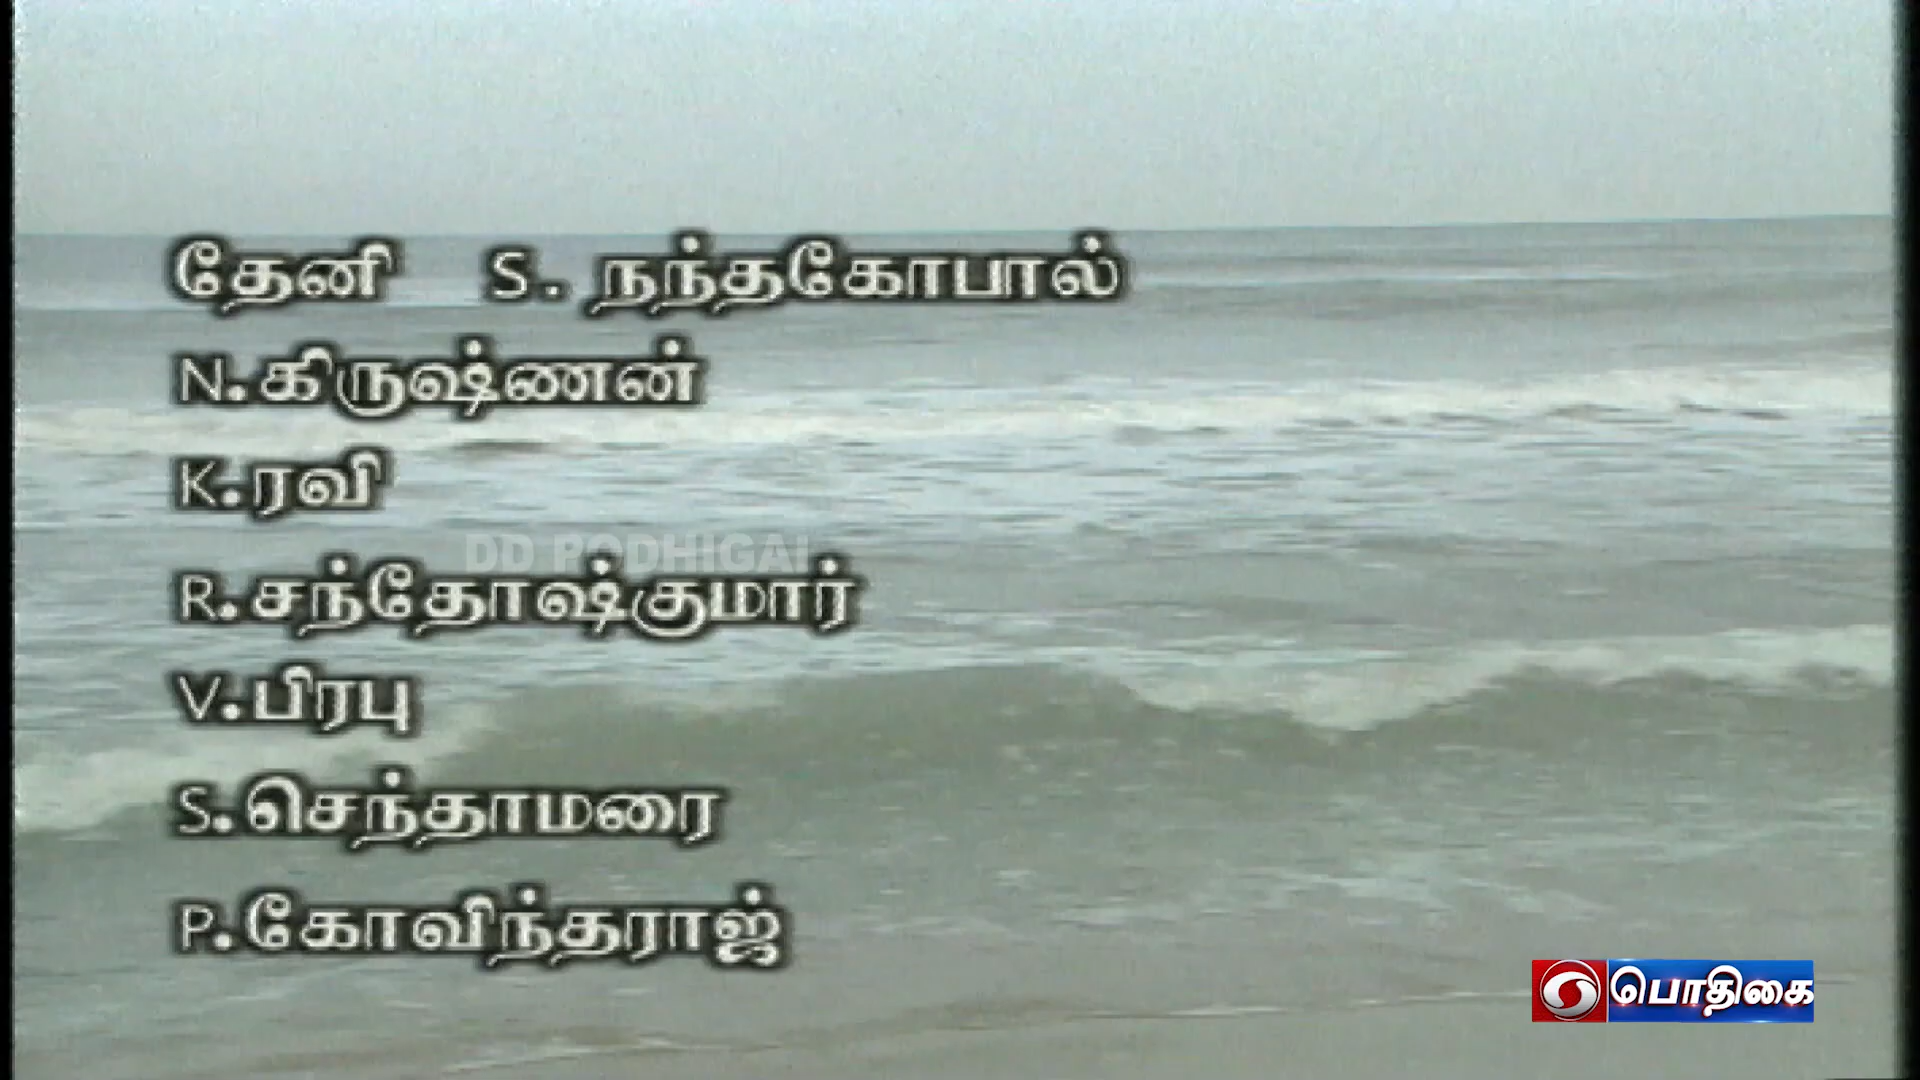 தேனி S. நந்தகோபால்
N.கிருஷ்ணன்
K.ரவி
DD PODHIGAI
R.சந்தோஷ்குமார்
V.பிரபு
S.செந்தாமரை
P.கோவிந்தராஜ்
பொதிகை